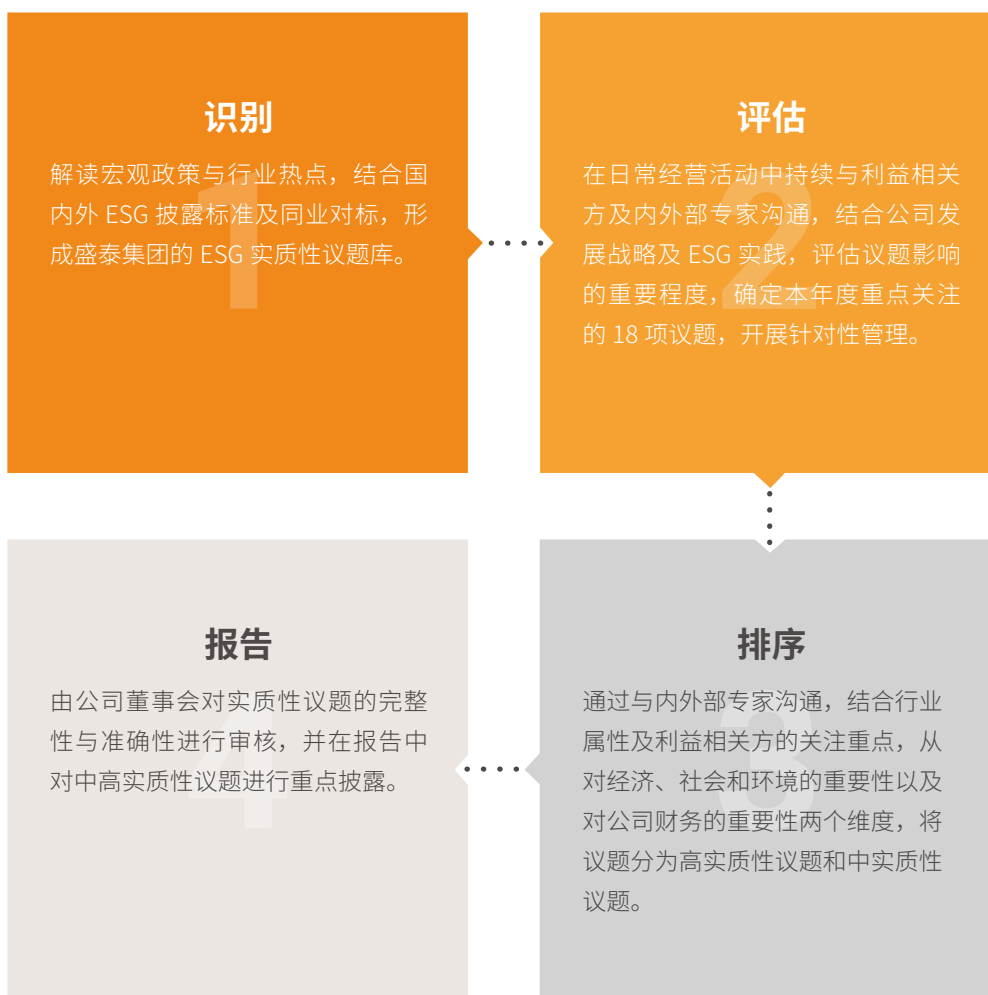 识别
1
解读宏观政策与行业热点，结合国
内外 ESG 披露标准及同业对标，形
成盛泰集团的 ESG 实质性议题库。
评估
2
在日常经营活动中持续与利益相关
方及内外部专家沟通，结合公司发
展战略及 ESG 实践，评估议题影响
的重要程度，确定本年度重点关注
的 18 项议题，开展针对性管理。
排序
3
通过与内外部专家沟通，结合行业
属性及利益相关方的关注重点，从
对经济、社会和环境的重要性以及
对公司财务的重要性两个维度，将
议题分为高实质性议题和中实质性
议题。
报告
4
由公司董事会对实质性议题的完整
性与准确性进行审核，并在报告中
对中高实质性议题进行重点披露。